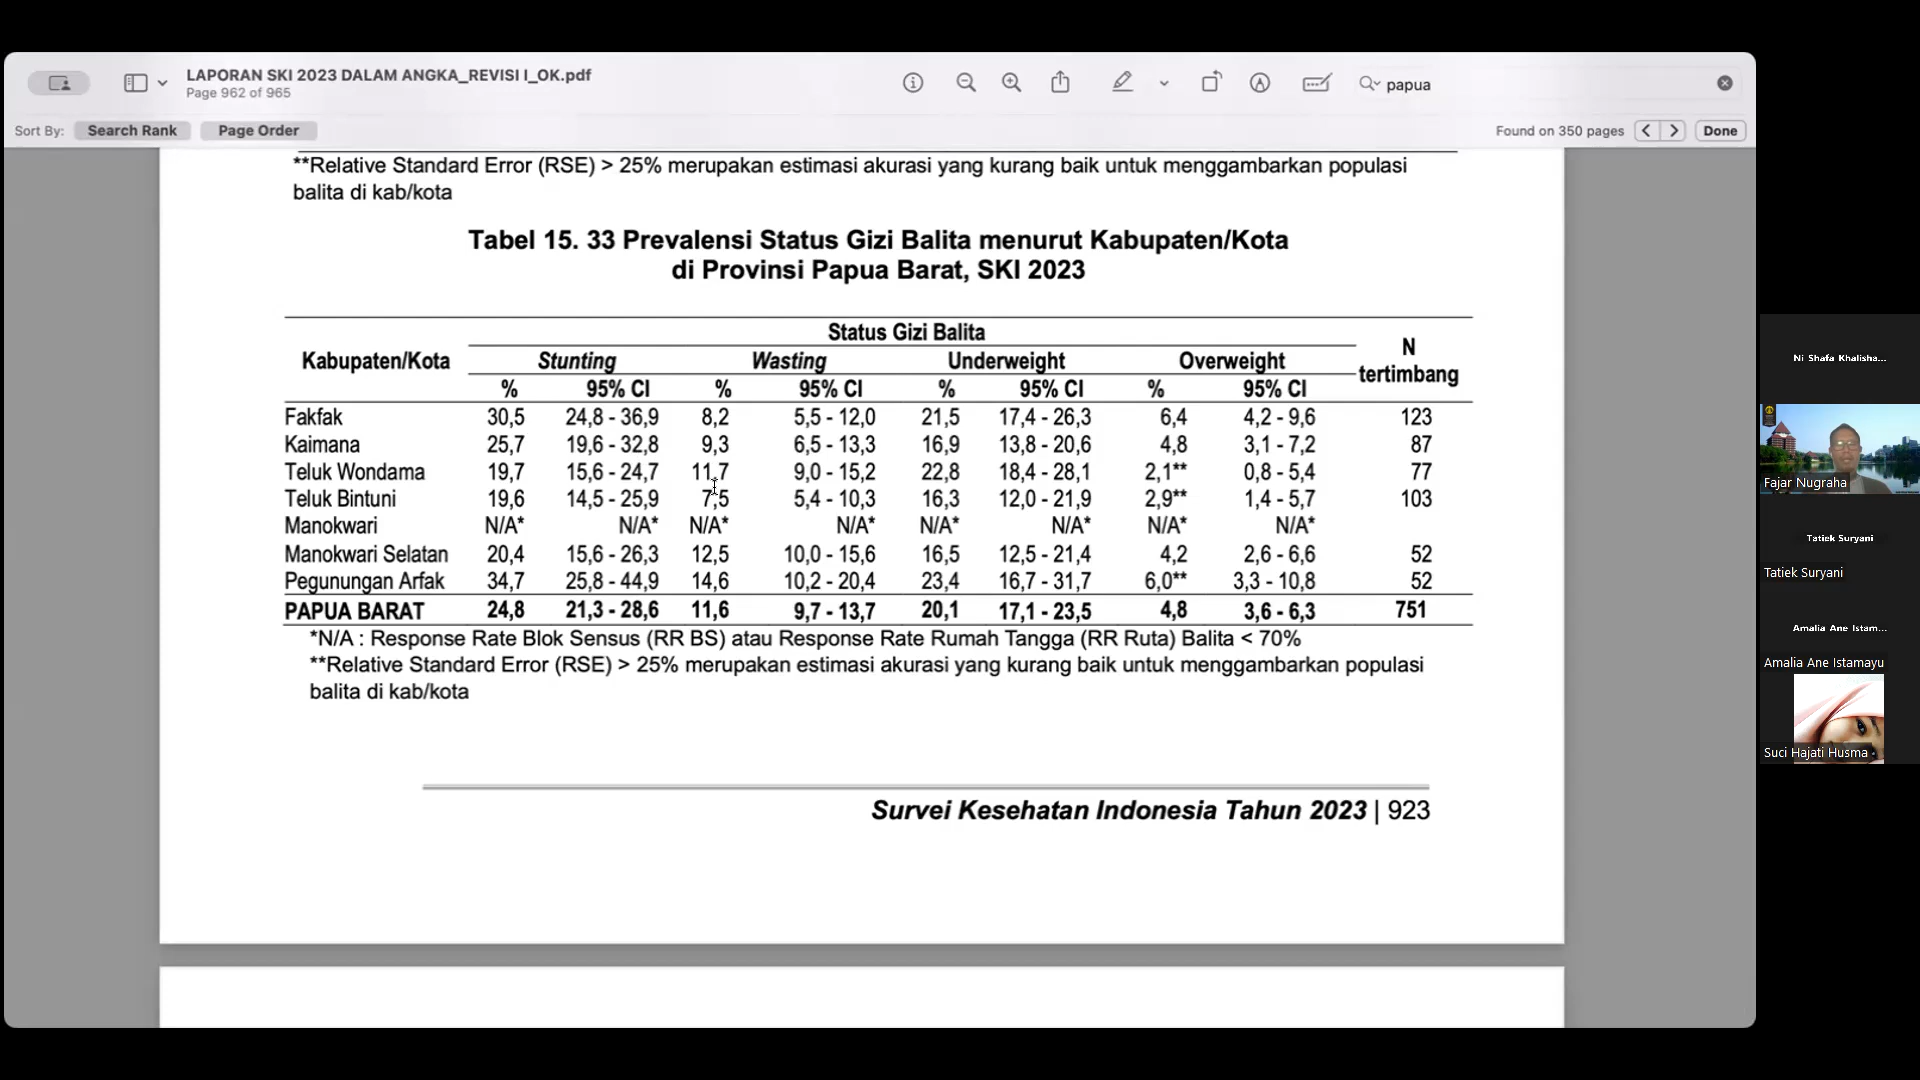 LAPORAN SKI 2023 DALAM ANGKA_REVISI I_OK.pdf
Page 962 of 965
papua
Sort By: Search Rank Page Order
Found on 350 pages Done
**Relative Standard Error (RSE) > 25% merupakan estimasi akurasi yang kurang baik untuk menggambarkan populasi
balita di kab/kota
Tabel 15. 33 Prevalensi Status Gizi Balita menurut Kabupaten/Kota
di Provinsi Papua Barat, SKI 2023
Status Gizi Balita
Kabupaten/Kota Stunting Wasting Underweight Overweight N tertimbang
% 95% CI % 95% CI % 95% CI % 95% CI
Fakfak 30,5 24,8 - 36,9 8,2 5,5 - 12,0 21,5 17,4 - 26,3 6,4 4,2 - 9,6 123
Kaimana 25,7 19,6 - 32,8 9,3 6,5 - 13,3 16,9 13,8 - 20,6 4,8 3,1 - 7,2 87
Teluk Wondama 19,7 15,6 - 24,7 11,7 9,0 - 15,2 22,8 18,4 - 28,1 2,1** 0,8 - 5,4 77
Teluk Bintuni 19,6 14,5 - 25,9 7,5 5,4 - 10,3 16,3 12,0 - 21,9 2,9** 1,4 - 5,7 103
Manokwari N/A* N/A* N/A* N/A* N/A* N/A* N/A* N/A*
Manokwari Selatan 20,4 15,6 - 26,3 12,5 10,0 - 15,6 16,5 12,5 - 21,4 4,2 2,6 - 6,6 52
Pegunungan Arfak 34,7 25,8 - 44,9 14,6 10,2 - 20,4 23,4 16,7 - 31,7 6,0** 3,3 - 10,8 52
PAPUA BARAT 24,8 21,3 - 28,6 11,6 9,7 - 13,7 20,1 17,1 - 23,5 4,8 3,6 - 6,3 751
*N/A : Response Rate Blok Sensus (RR BS) atau Response Rate Rumah Tangga (RR Ruta) Balita < 70%
**Relative Standard Error (RSE) > 25% merupakan estimasi akurasi yang kurang baik untuk menggambarkan populasi
balita di kab/kota
Survei Kesehatan Indonesia Tahun 2023 | 923
Ni Shafa Khalisha...
Fajar Nugraha
Tatiek Suryani
Tatiek Suryani
Amalia Ane Istam...
Amalia Ane Istamayu
Suci Hajati Husma